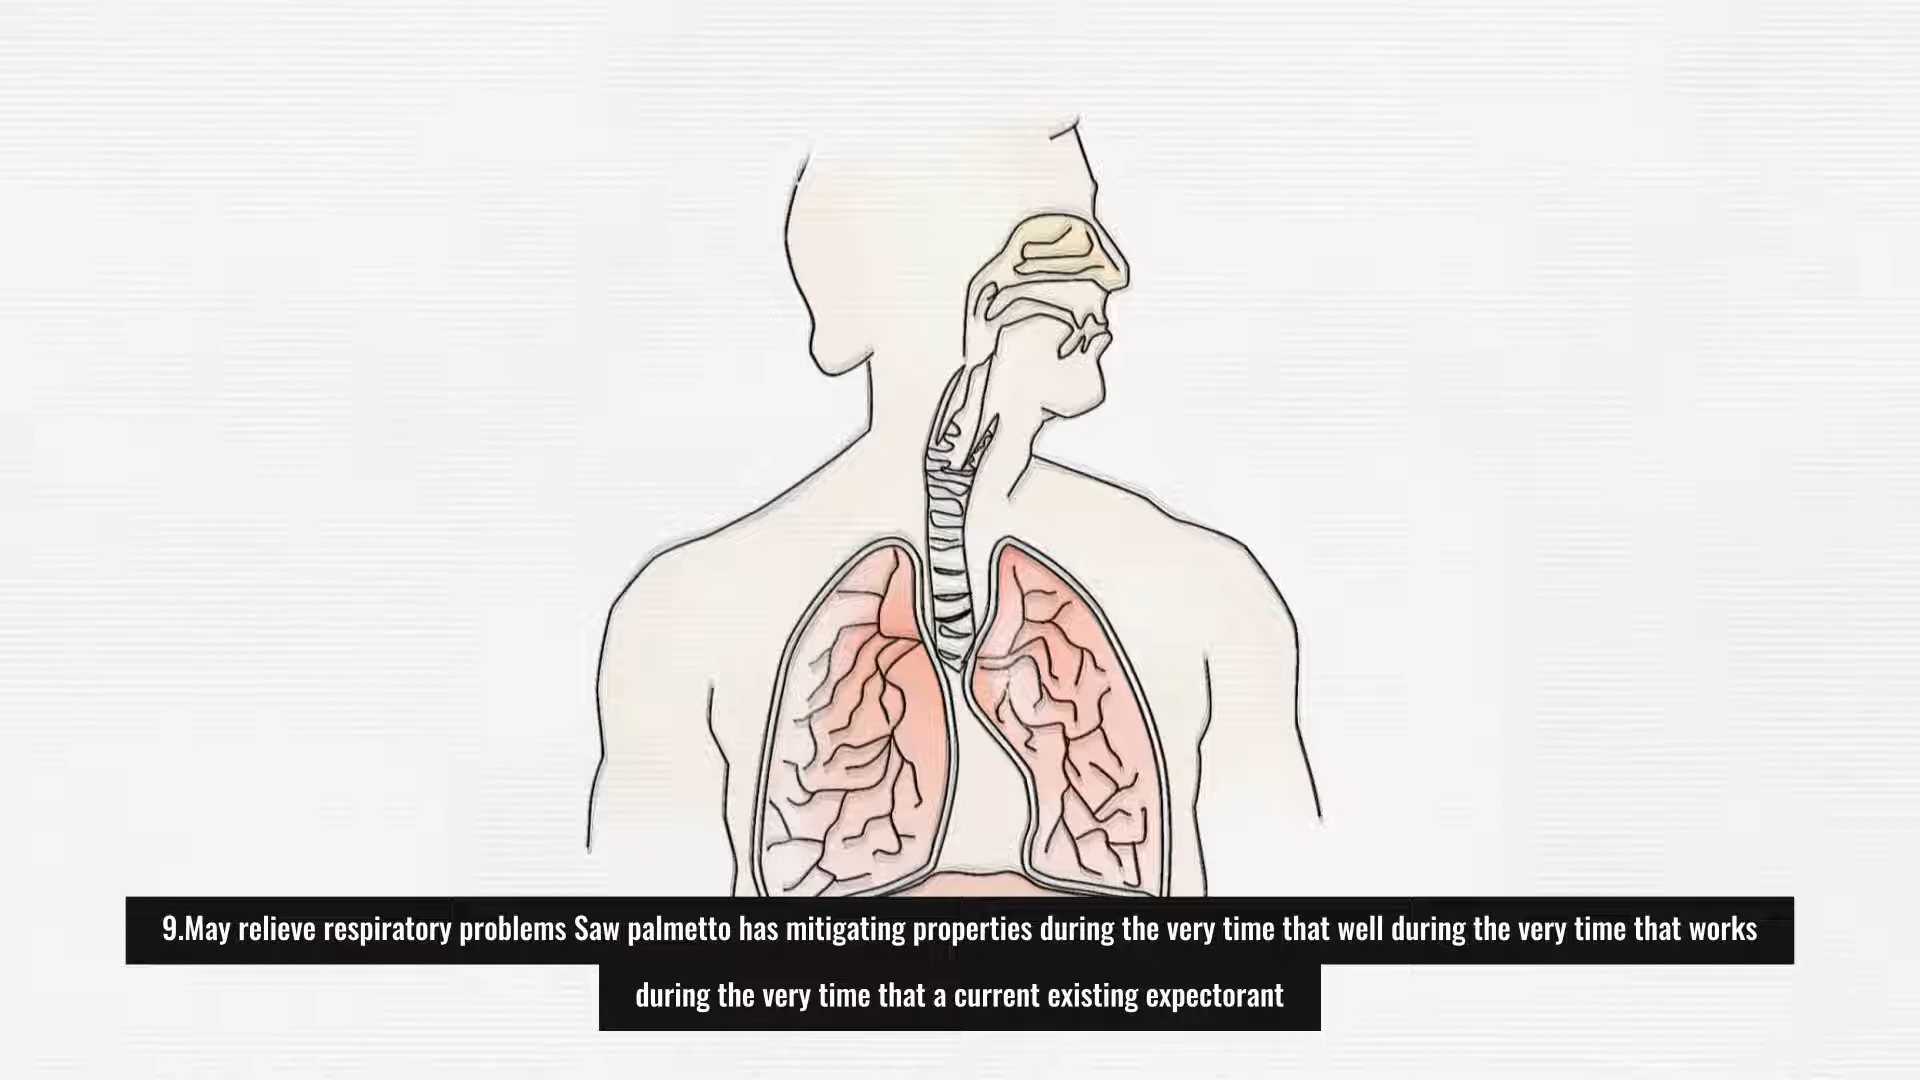 9.May relieve respiratory problems Saw palmetto has mitigating properties during the very time that well during the very time that works
during the very time that a current existing expectorant